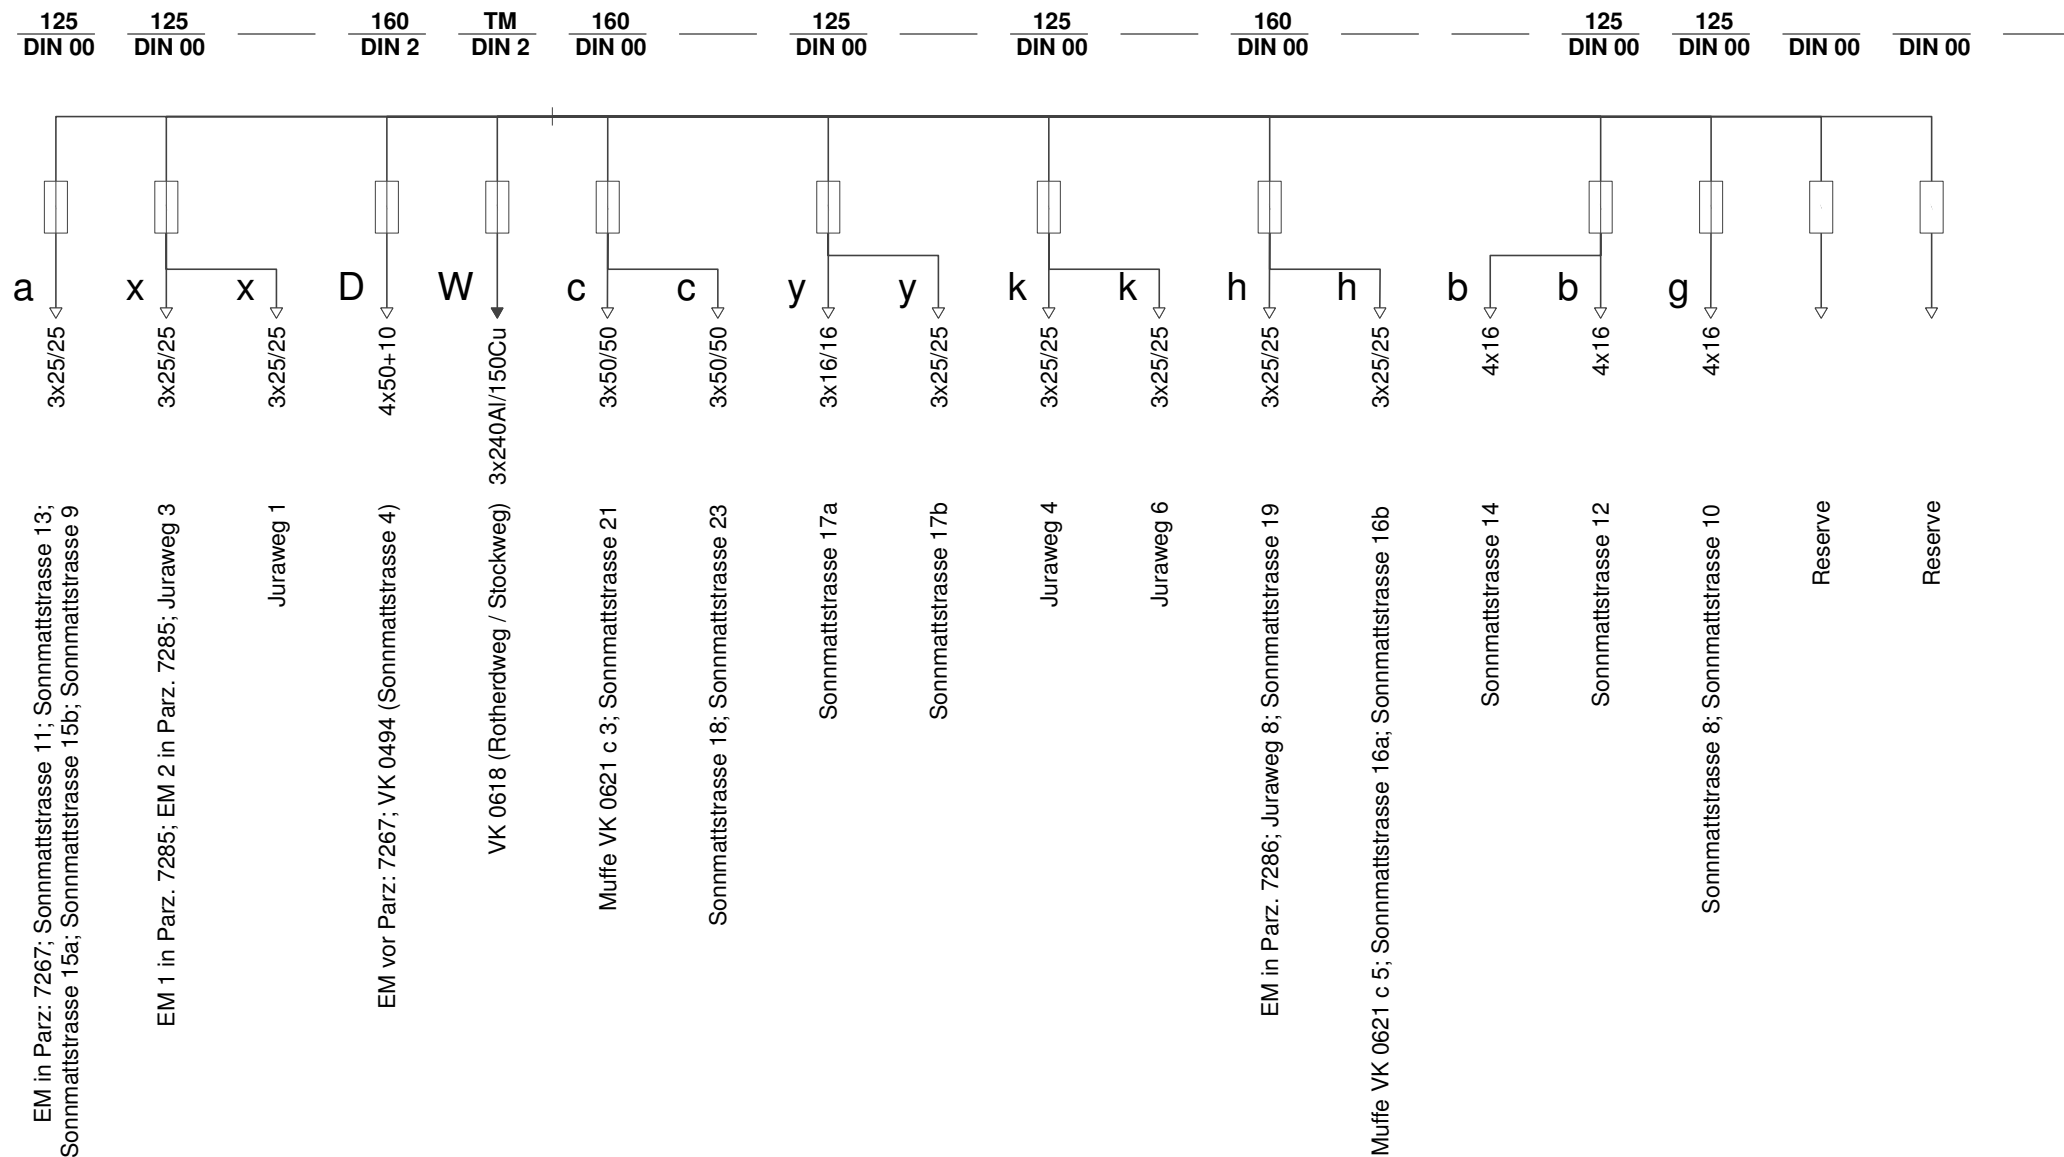 125 125 160 TM 160 125 125 160 125 125
DIN 00 DIN 00 DIN 2 DIN 2 DIN 00 DIN 00 DIN 00 DIN 00 DIN 00 DIN 00 DIN 00 DIN 00
a x x D W c c y y k k h h b b g
3x25/25
3x25/25
3x25/25
4x50+10
3x240Al/150Cu
3x50/50
3x50/50
3x16/16
3x25/25
3x25/25
3x25/25
3x25/25
3x25/25
4x16
4x16
4x16
EM in Parz: 7267; Sonnmattstrasse 11; Sonnmattstrasse 13;
Sonnmattstrasse 15a; Sonnmattstrasse 15b; Sonnmattstrasse 9
EM 1 in Parz. 7285; EM 2 in Parz. 7285; Juraweg 3
Juraweg 1
EM vor Parz: 7267; VK 0494 (Sonnmattstrasse 4)
VK 0618 (Rotherdweg / Stockweg)
Muffe VK 0621 c 3; Sonnmattstrasse 21
Sonnmattstrasse 18; Sonnmattstrasse 23
Sonnmattstrasse 17a
Sonnmattstrasse 17b
Juraweg 4
Juraweg 6
EM in Parz. 7286; Juraweg 8; Sonnmattstrasse 19
Muffe VK 0621 c 5; Sonnmattstrasse 16a; Sonnmattstrasse 16b
Sonnmattstrasse 14
Sonnmattstrasse 12
Sonnmattstrasse 8; Sonnmattstrasse 10
Reserve
Reserve